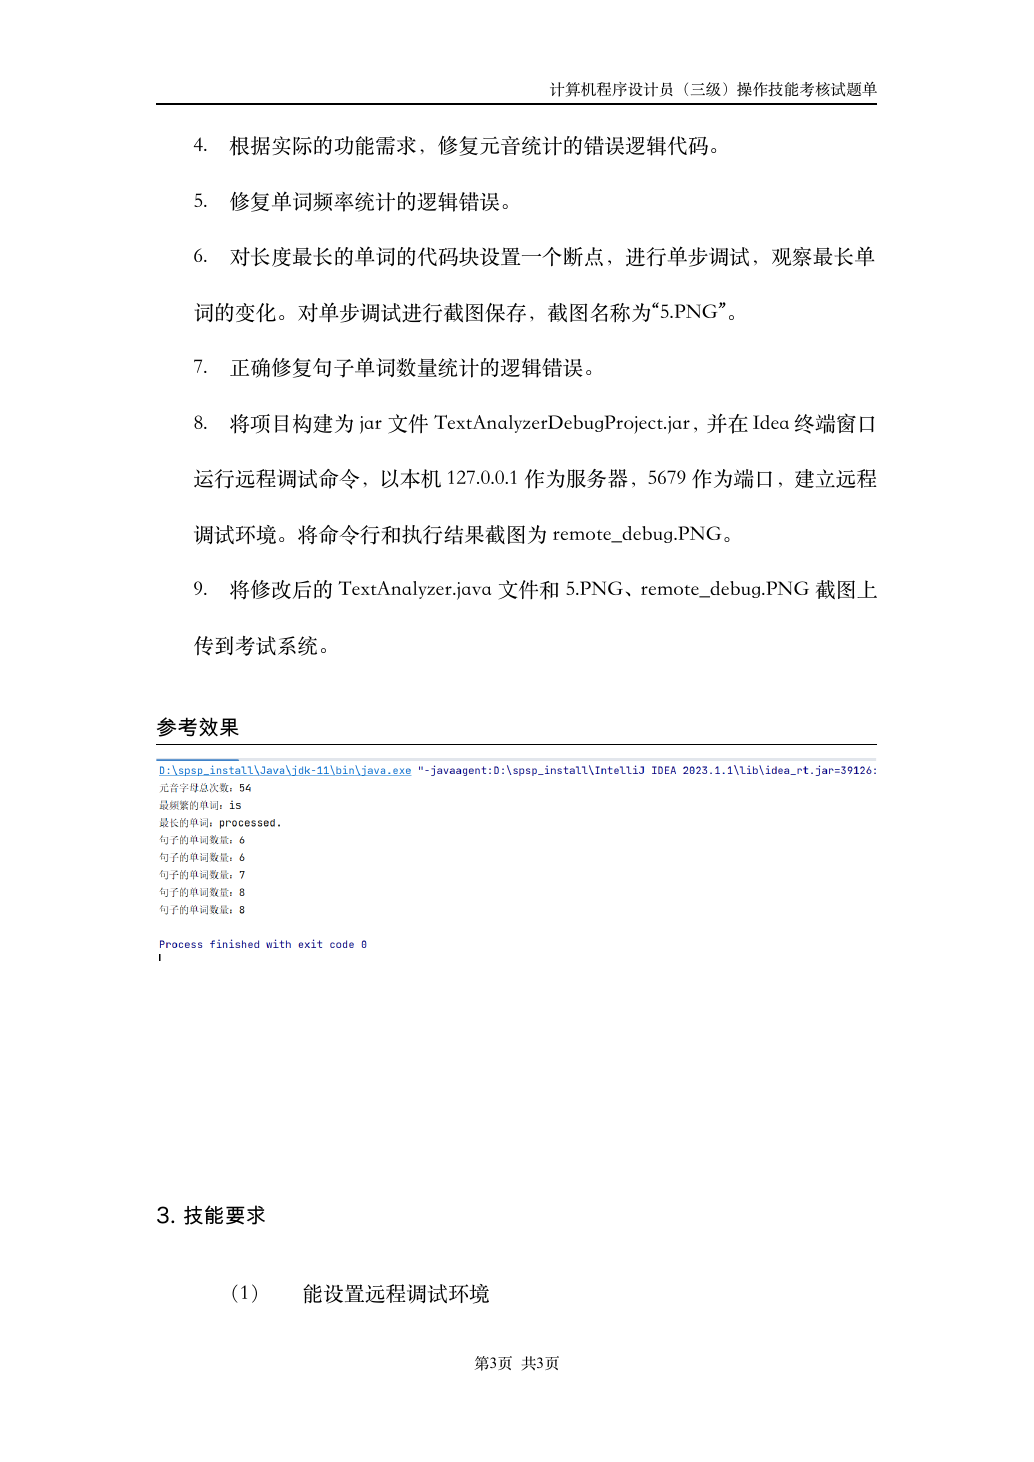 计算机程序设计员（三级）操作技能考核试题单
4. 根据实际的功能需求，修复元音统计的错误逻辑代码。
5. 修复单词频率统计的逻辑错误。
6. 对长度最长的单词的代码块设置一个断点，进行单步调试，观察最长单
词的变化。对单步调试进行截图保存，截图名称为“5.PNG”。
7. 正确修复句子单词数量统计的逻辑错误。
8. 将项目构建为 jar 文件 TextAnalyzerDebugProject.jar，并在 Idea 终端窗口
运行远程调试命令，以本机 127.0.0.1 作为服务器，5679 作为端口，建立远程
调试环境。将命令行和执行结果截图为 remote_debug.PNG。
9. 将修改后的 TextAnalyzer.java 文件和 5.PNG、remote_debug.PNG 截图上
传到考试系统。
参考效果
D:\spsp_install\Java\jdk-11\bin\java.exe "-javaagent:D:\spsp_install\IntelliJ IDEA 2023.1.1\lib\idea_rt.jar=39126:
元音字母总次数：54
最频繁的单词：is
最长的单词：processed.
句子的单词数量：6
句子的单词数量：6
句子的单词数量：7
句子的单词数量：8
句子的单词数量：8
Process finished with exit code 0
3. 技能要求
（1） 能设置远程调试环境
第3页 共3页